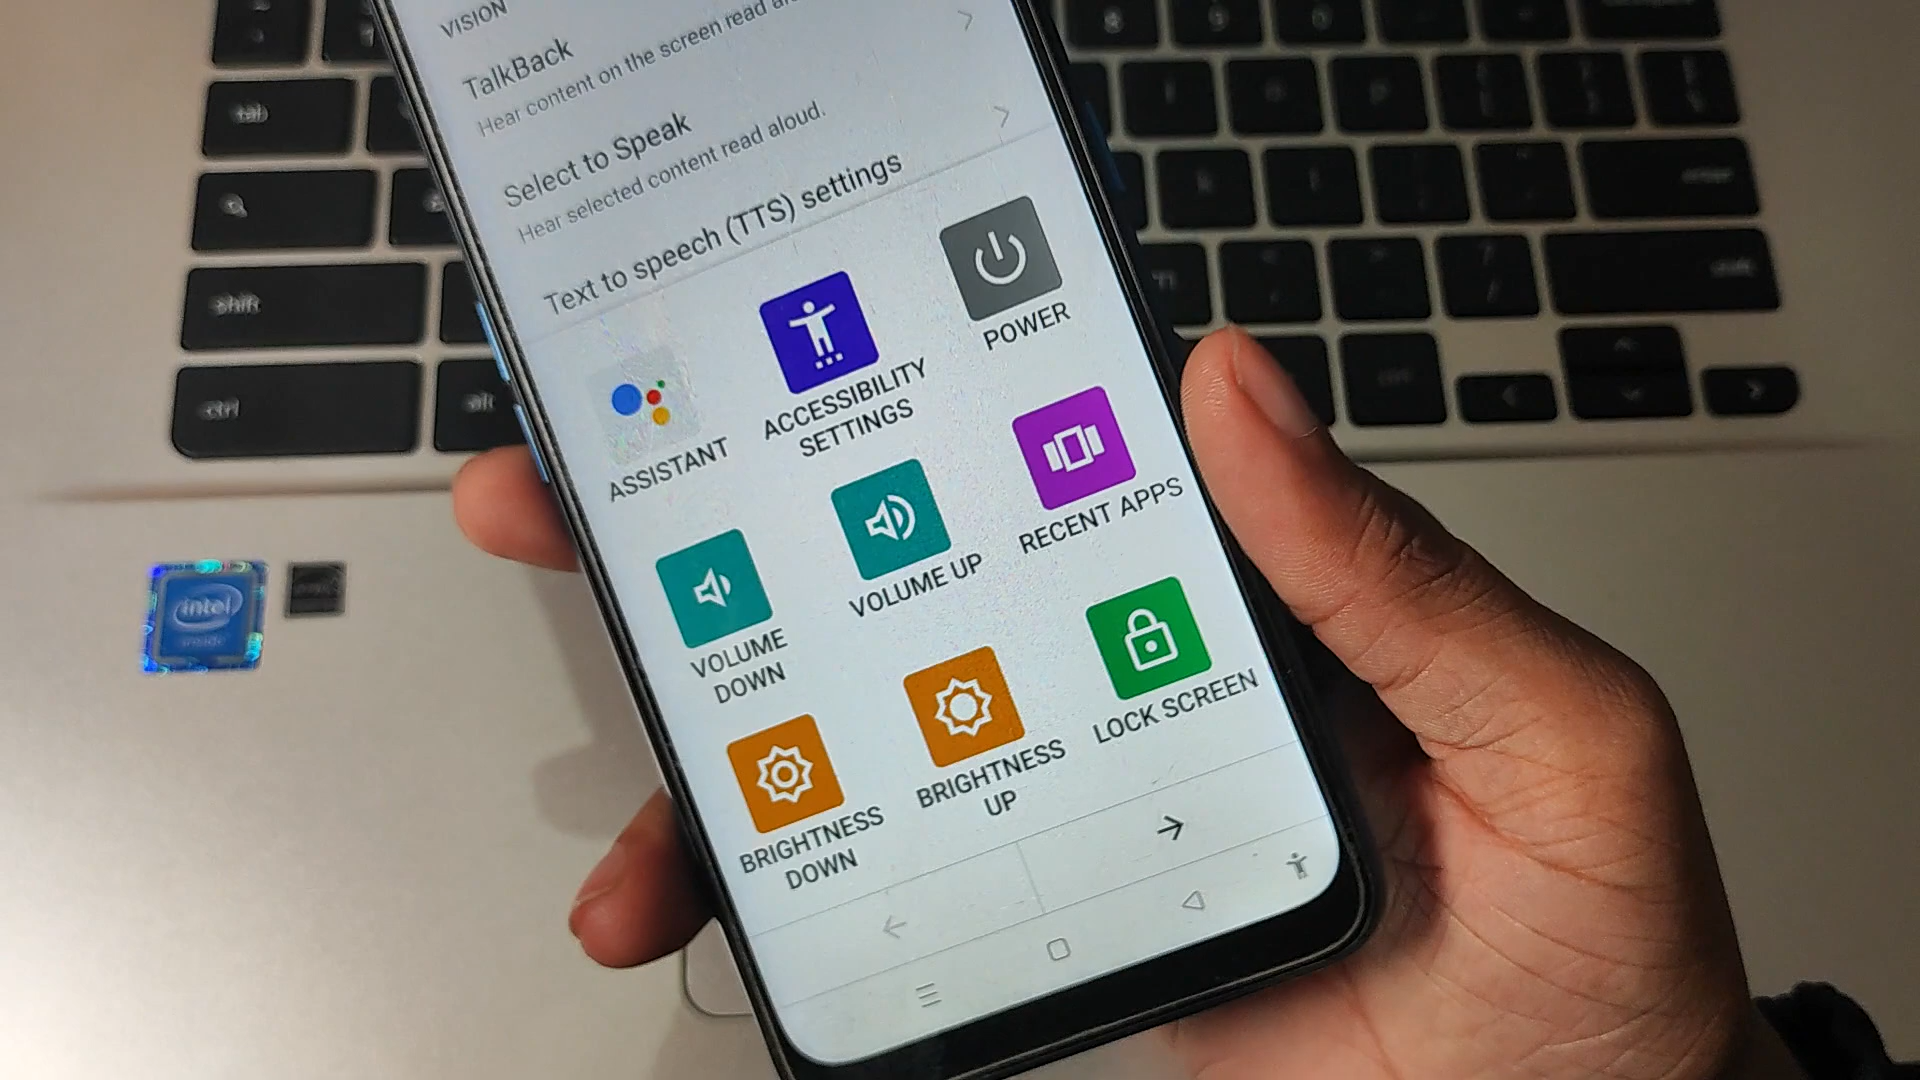 VISION
TalkBack
Hear content on the screen read
Select to Speak
Hear selected content read aloud.
Text to speech (TTS) settings
ASSISTANT
ACCESSIBILITY
SETTINGS
POWER
VOLUME
DOWN
VOLUME UP
RECENT APPS
BRIGHTNESS
DOWN
BRIGHTNESS
UP
LOCK SCREEN
tab
shift
ctrl
alt
intel
inside